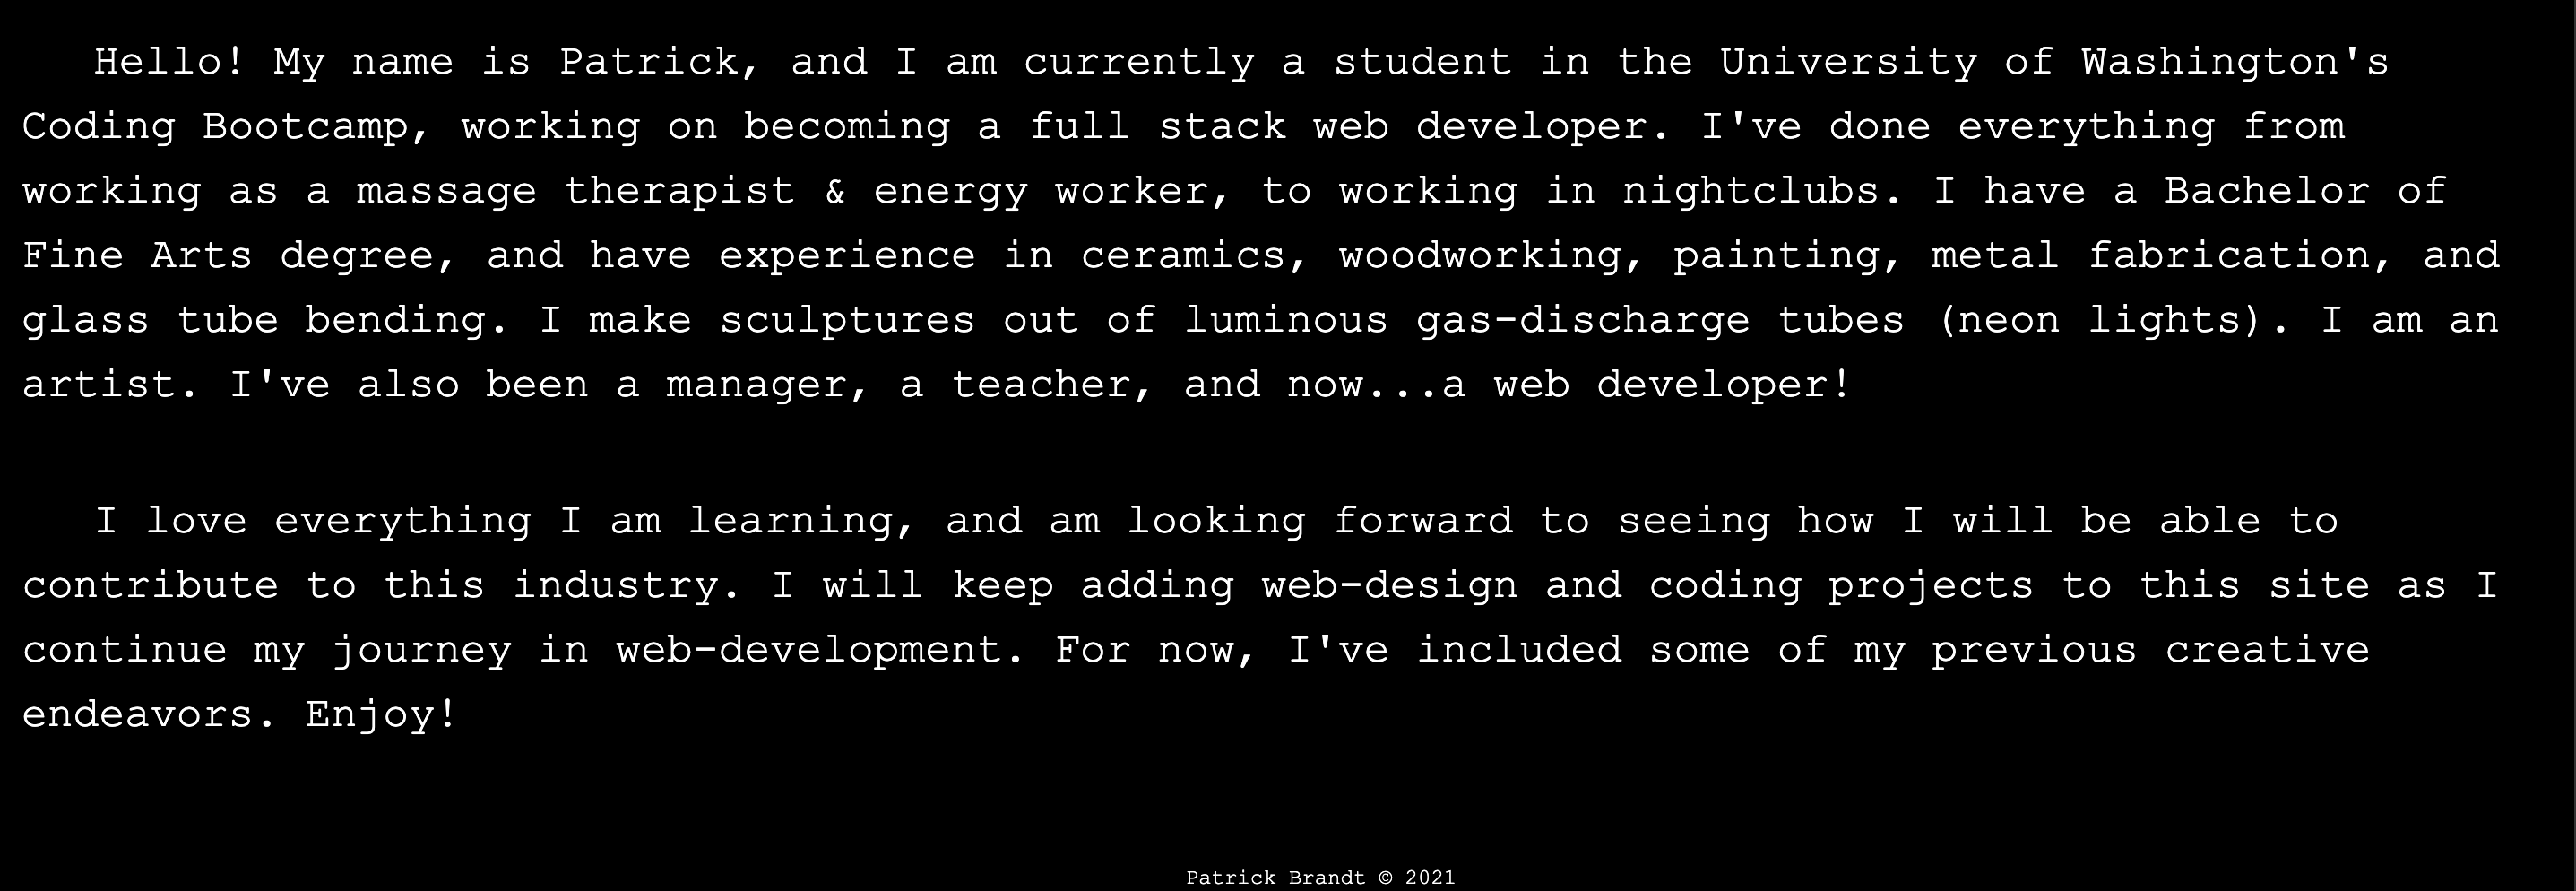 Hello! My name is Patrick, and I am currently a student in the University of Washington's
Coding Bootcamp, working on becoming a full stack web developer. I've done everything from
working as a massage therapist & energy worker, to working in nightclubs. I have a Bachelor of
Fine Arts degree, and have experience in ceramics, woodworking, painting, metal fabrication, and
glass tube bending. I make sculptures out of luminous gas-discharge tubes (neon lights). I am an
artist. I've also been a manager, a teacher, and now...a web developer!
I love everything I am learning, and am looking forward to seeing how I will be able to
contribute to this industry. I will keep adding web-design and coding projects to this site as I
continue my journey in web-development. For now, I've included some of my previous creative
endeavors. Enjoy!
Patrick Brandt © 2021